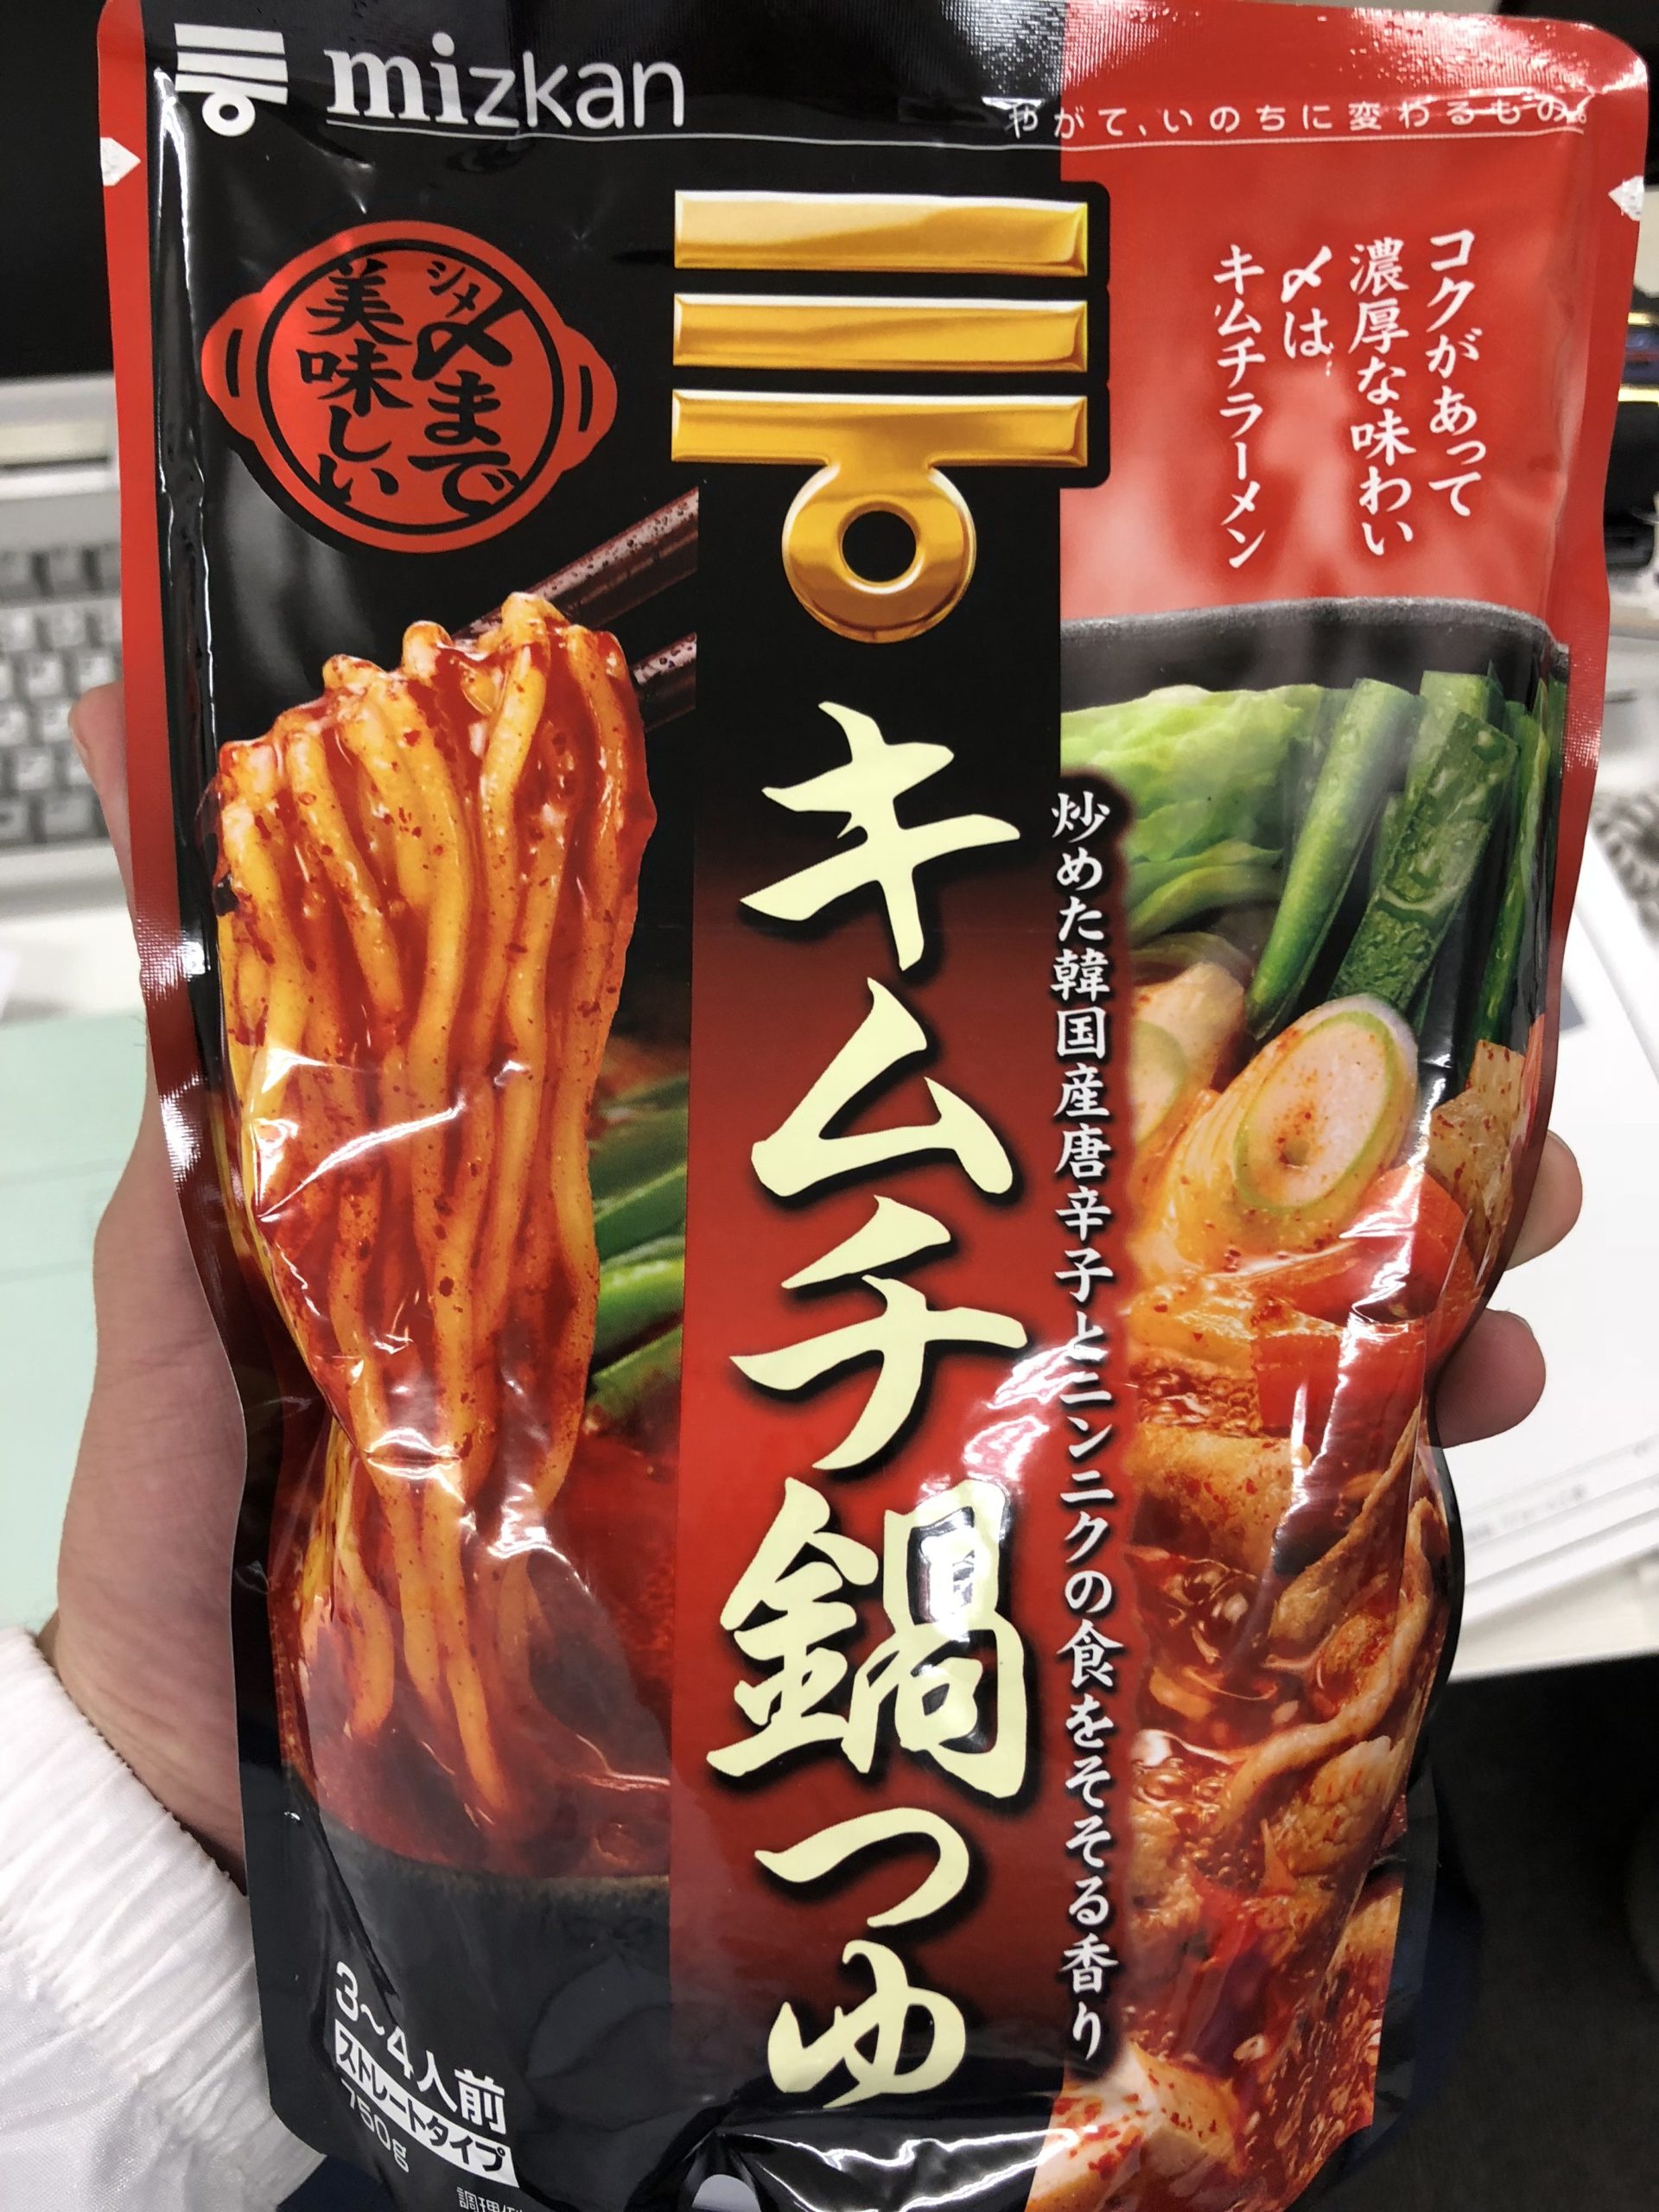 mizkan
やがて、いのちに変わるもの。
シメ
〆まで
美味しい
コクがあって
濃厚な味わい
〆は
キムチラーメン
キムチ鍋つゆ
炒めた韓国産唐辛子とニンニクの食をそそる香り
3～4人前
ストレートタイプ
750g